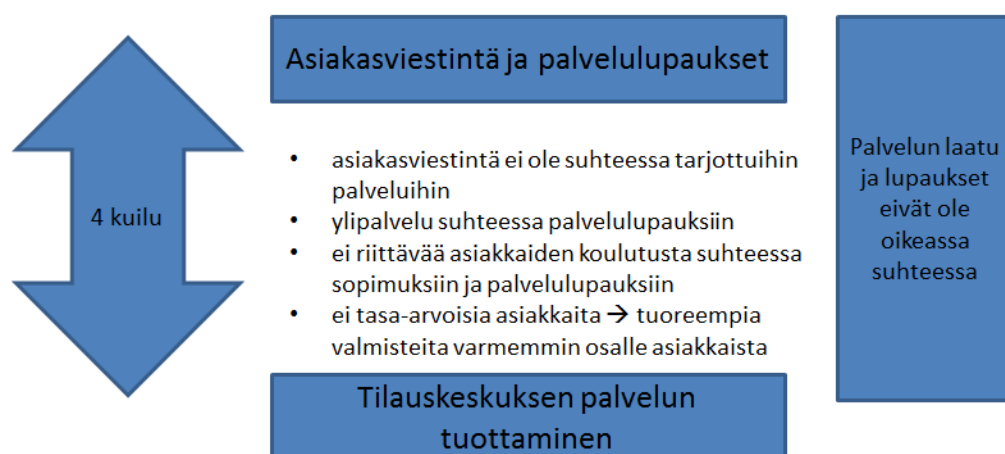 Asiakasviestintä ja palvelulupaukset
4 kuilu
• asiakasviestintä ei ole suhteessa tarjottuihin
palveluihin
• ylipalvelu suhteessa palvelulupauksiin
• ei riittävää asiakkaiden koulutusta suhteessa
sopimuksiin ja palvelulupauksiin
• ei tasa-arvoisia asiakkaita → tuoreempia
valmisteita varmemmin osalle asiakkaista
Palvelun laatu
ja lupaukset
eivät ole
oikeassa
suhteessa
Tilauskeskuksen palvelun
tuottaminen